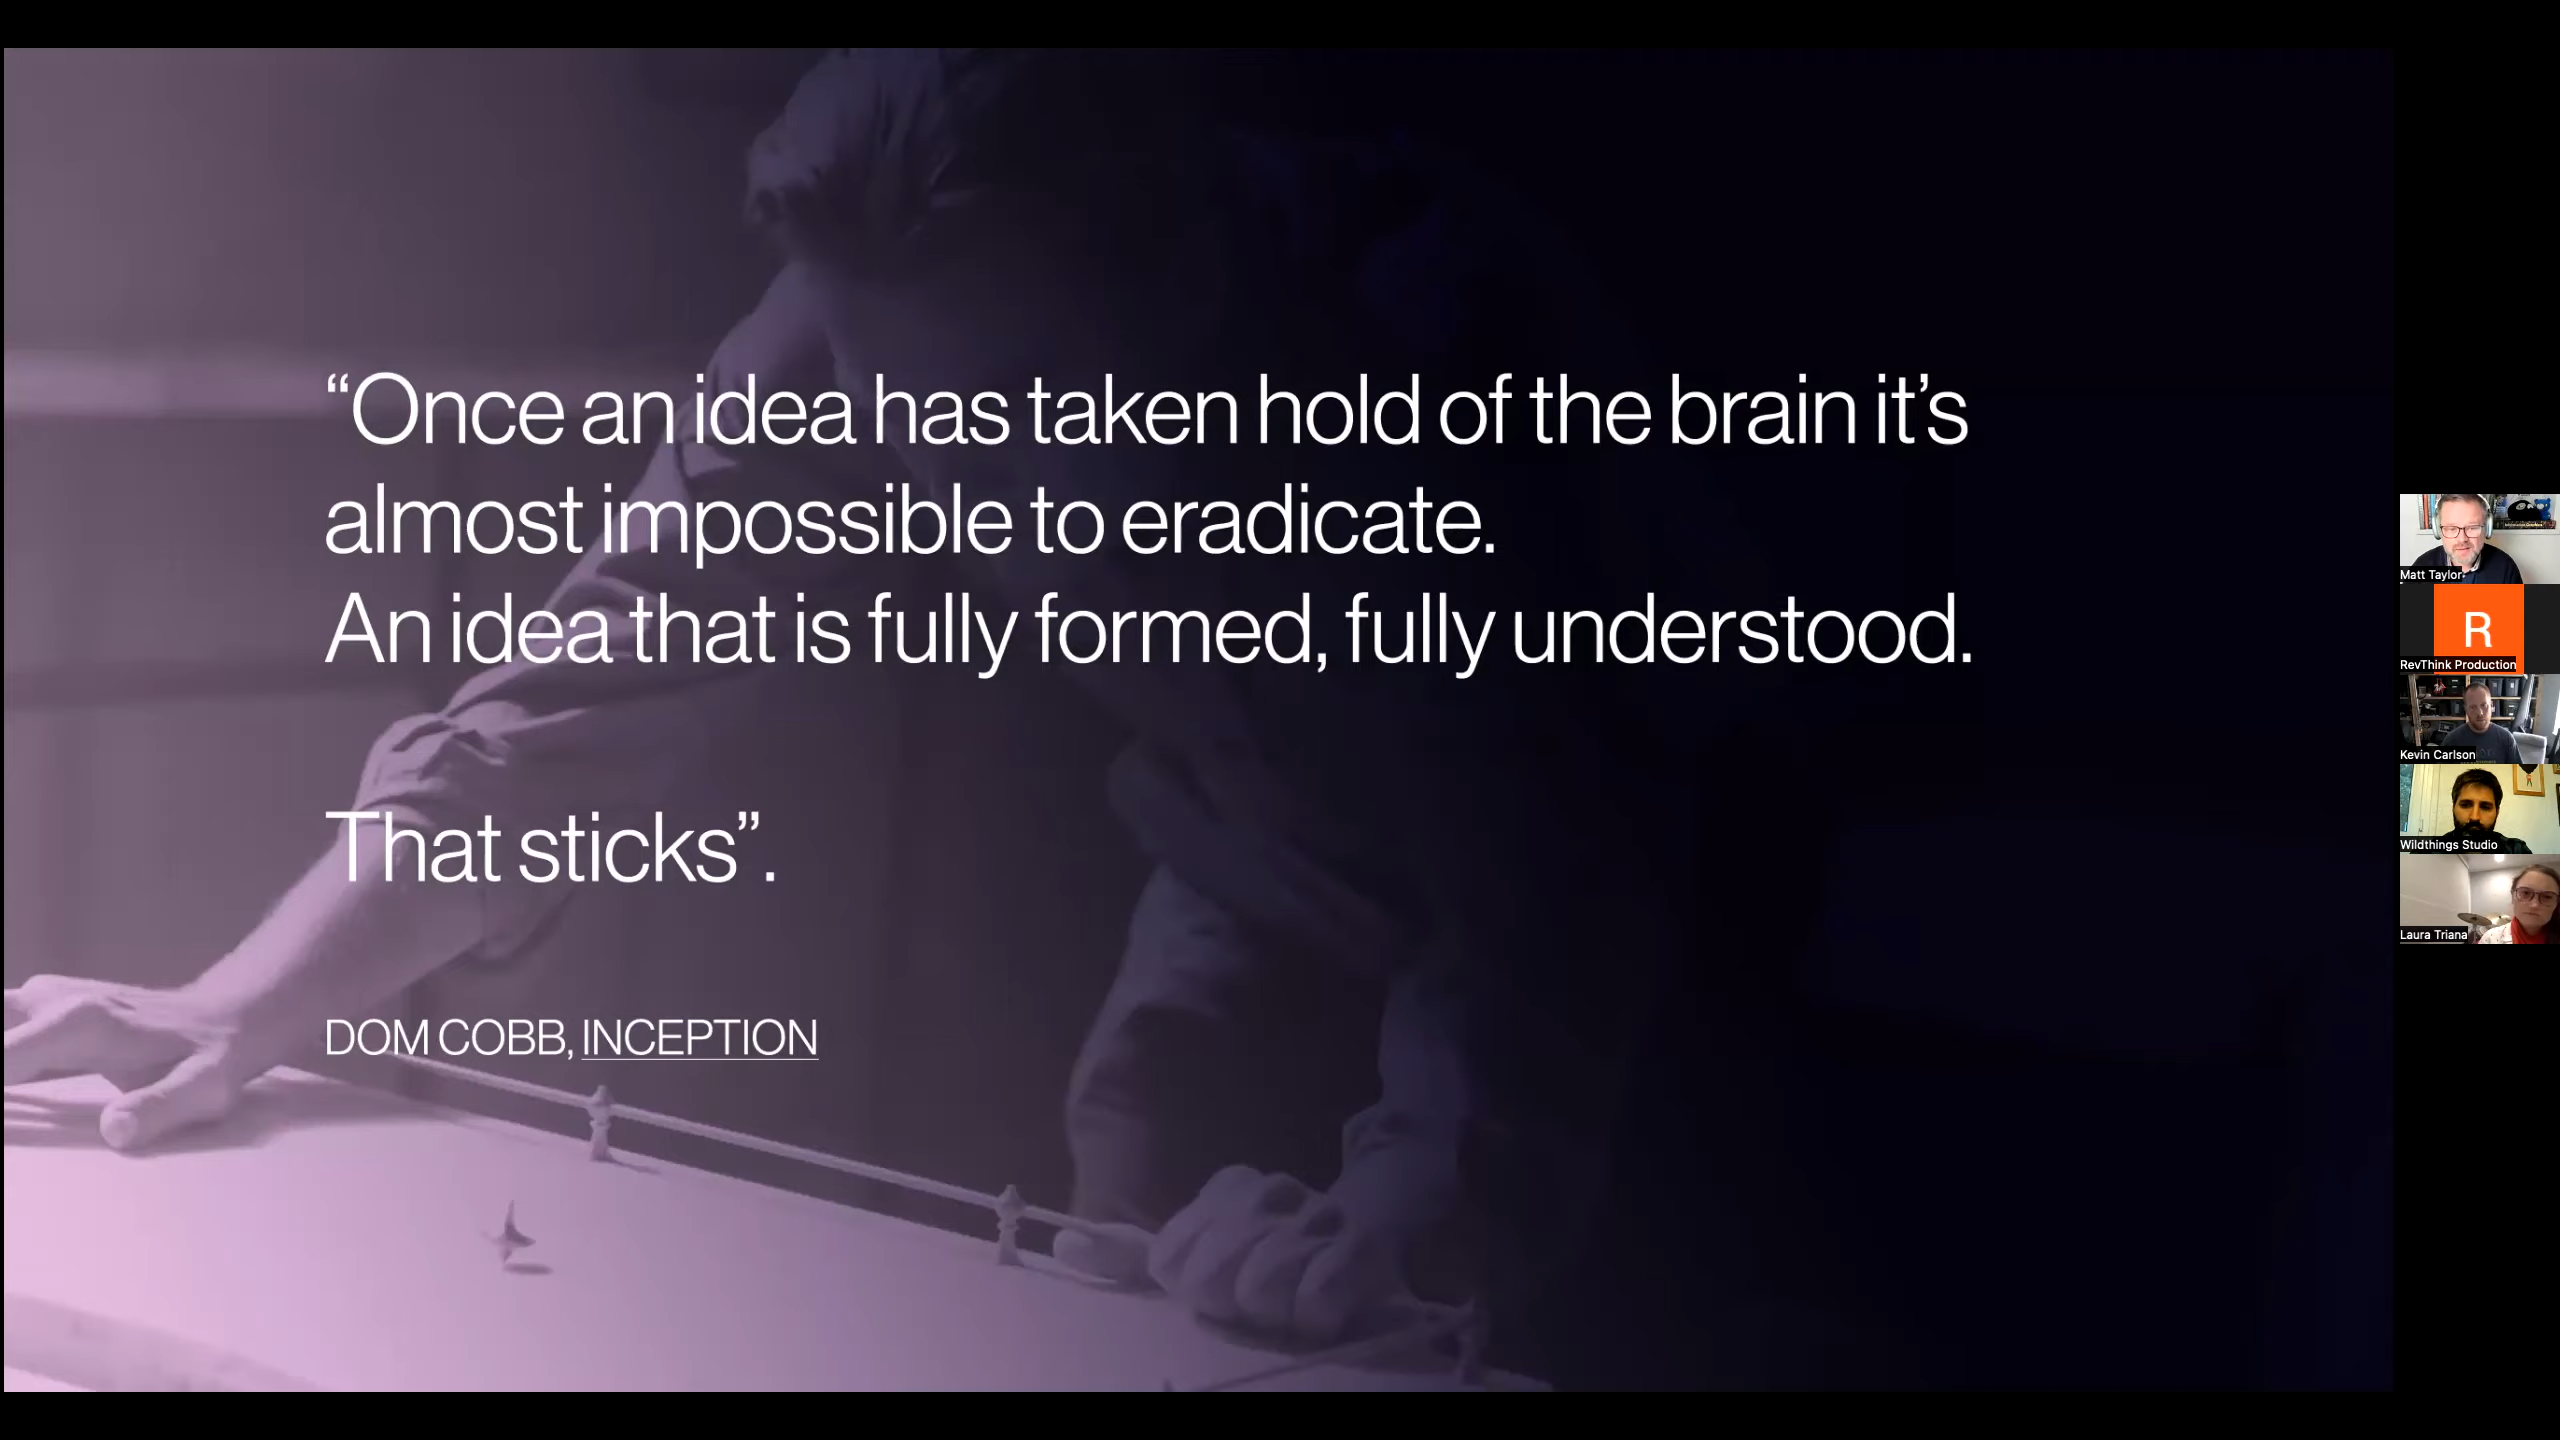 “Once an idea has taken hold of the brain it’s
almost impossible to eradicate.
An idea that is fully formed, fully understood.
That sticks”.
DOM COBB, INCEPTION
Matt Taylor
R
RevThink Production
Kevin Carlson
Wildthings Studio
Laura Triana